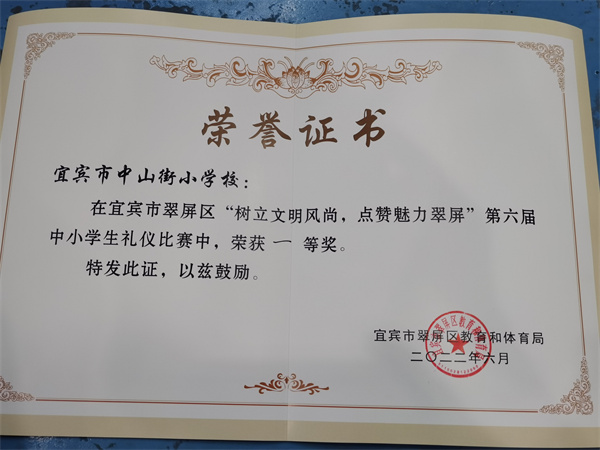 荣誉证书
宜宾市中山街小学校：
在宜宾市翠屏区“树立文明风尚，点赞魅力翠屏”第六届
中小学生礼仪比赛中，荣获 一 等奖。
特发此证，以兹鼓励。
宜宾市翠屏区教育和体育局
二〇二二年六月